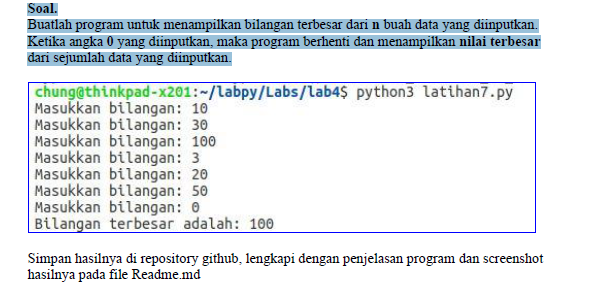 Soal.
Buatlah program untuk menampilkan bilangan terbesar dari n buah data yang diinputkan.
Ketika angka 0 yang diinputkan, maka program berhenti dan menampilkan nilai terbesar
dari sejumlah data yang diinputkan.
chung@thinkpad-x201:~/labpy/Labs/lab4$ python3 latihan7.py
Masukkan bilangan: 10
Masukkan bilangan: 30
Masukkan bilangan: 100
Masukkan bilangan: 3
Masukkan bilangan: 20
Masukkan bilangan: 50
Masukkan bilangan: 0
Bilangan terbesar adalah: 100
Simpan hasilnya di repository github, lengkapi dengan penjelasan program dan screenshot
hasilnya pada file Readme.md